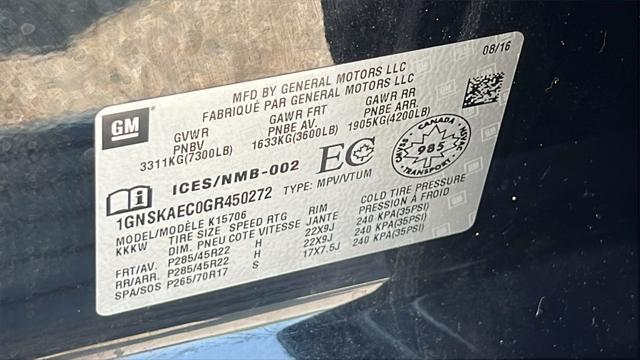 08/16
MFD BY GENERAL MOTORS LLC
FABRIQUÉ PAR GENERAL MOTORS LLC
GM
GVWR GAWR FRT GAWR RR
PNBV PNBE AV. PNBE ARR.
3311KG(7300LB) 1633KG(3600LB) 1905KG(4200LB)
ICES/NMB-002 EC CANADA 985 TRANSPORT
1GNSKAEC0GR450272 TYPE: MPV/VTUM
MODEL/MODÈLE K15706
KKKW TIRE SIZE SPEED RTG RIM COLD TIRE PRESSURE
DIM. PNEU COTE VITESSE JANTE PRESSION À FROID
FRT/AV. P285/45R22 H 22X9J 240 KPA(35PSI)
RR/ARR. P285/45R22 H 22X9J 240 KPA(35PSI)
SPA/SOS P265/70R17 S 17X7.5J 240 KPA(35PSI)